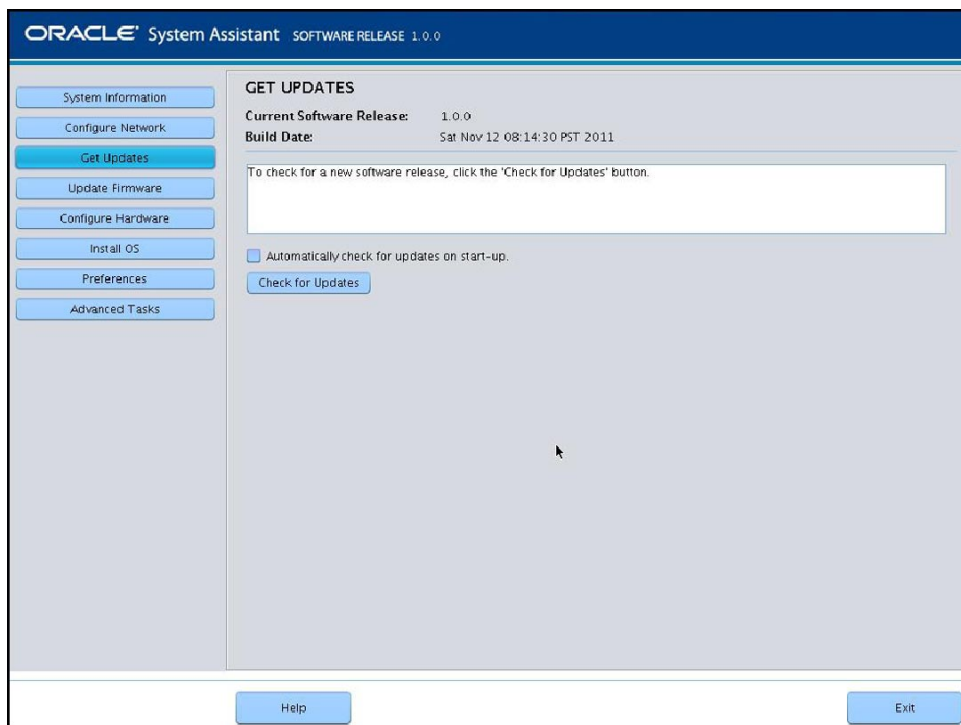 ORACLE' System Assistant SOFTWARE RELEASE 1.0.0
System Information
Configure Network
Get Updates
Update Firmware
Configure Hardware
Install OS
Preferences
Advanced Tasks
GET UPDATES
Current Software Release: 1.0.0
Build Date: Sat Nov 12 08:14:30 PST 2011
To check for a new software release, click the 'Check for Updates' button.
Automatically check for updates on start-up.
Check for Updates
Help
Exit